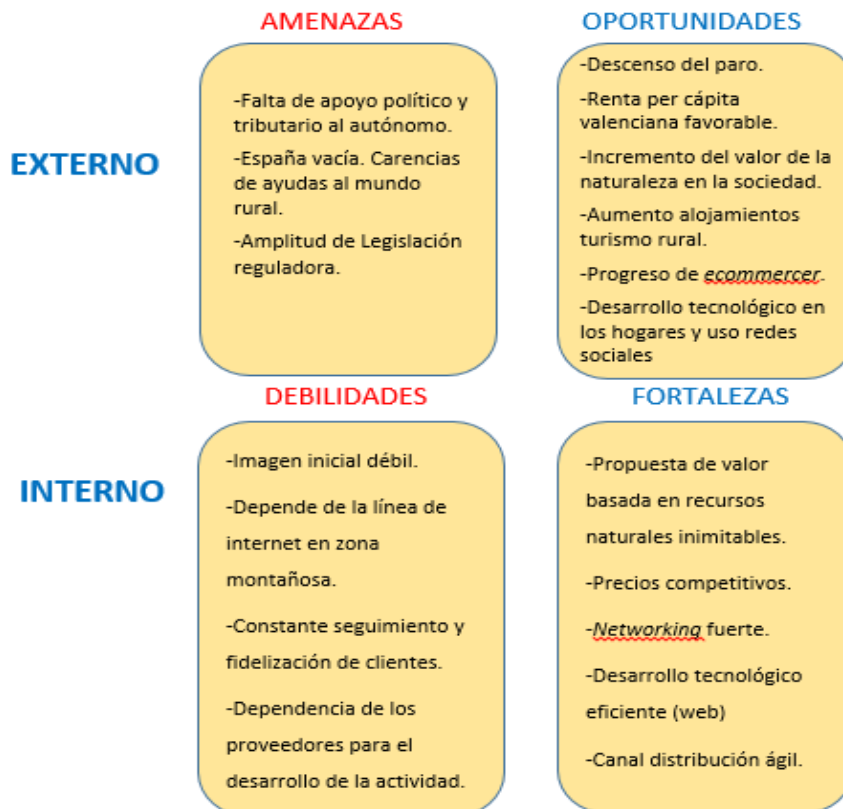 AMENAZAS
-Falta de apoyo político y
tributario al autónomo.
-España vacía. Carencias
de ayudas al mundo
rural.
-Amplitud de Legislación
reguladora.
OPORTUNIDADES
-Descenso del paro.
-Renta per cápita
valenciana favorable.
-Incremento del valor de la
naturaleza en la sociedad.
-Aumento alojamientos
turismo rural.
-Progreso de ecommercer.
-Desarrollo tecnológico en
los hogares y uso redes
sociales
EXTERNO
DEBILIDADES
-Imagen inicial débil.
-Depende de la línea de
internet en zona
montañosa.
-Constante seguimiento y
fidelización de clientes.
-Dependencia de los
proveedores para el
desarrollo de la actividad.
FORTALEZAS
-Propuesta de valor
basada en recursos
naturales inimitables.
-Precios competitivos.
-Networking fuerte.
-Desarrollo tecnológico
eficiente (web)
-Canal distribución ágil.
INTERNO